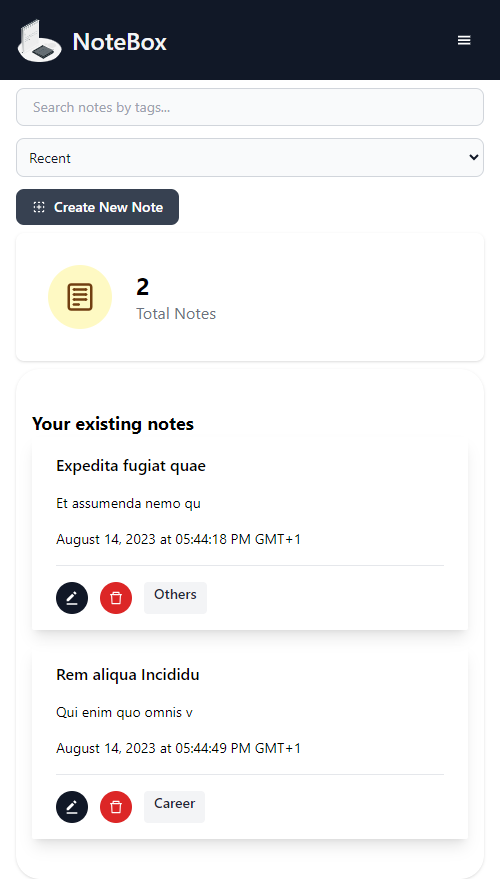 NoteBox
Search notes by tags...
Recent
Create New Note
2
Total Notes
Your existing notes
Expedita fugiat quae
Et assumenda nemo qu
August 14, 2023 at 05:44:18 PM GMT+1
Others
Rem aliqua Incididu
Qui enim quo omnis v
August 14, 2023 at 05:44:49 PM GMT+1
Career